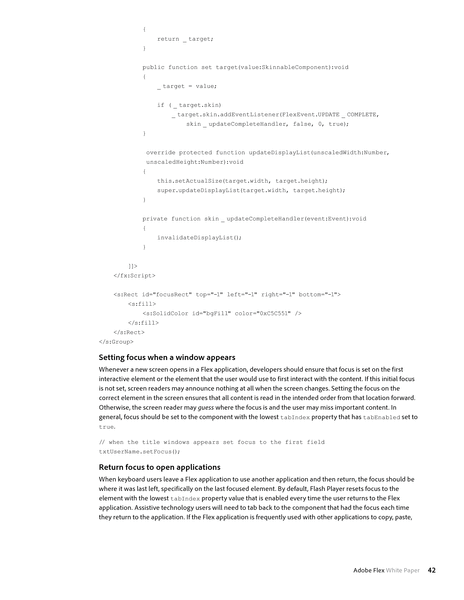 {
return _ target;
}
public function set target(value:SkinnableComponent):void
{
_ target = value;
if ( _ target.skin)
_ target.skin.addEventListener(FlexEvent.UPDATE _ COMPLETE,
skin _ updateCompleteHandler, false, 0, true);
}
override protected function updateDisplayList(unscaledWidth:Number,
unscaledHeight:Number):void
{
this.setActualSize(target.width, target.height);
super.updateDisplayList(target.width, target.height);
}
private function skin _ updateCompleteHandler(event:Event):void
{
invalidateDisplayList();
}
]]>
</fx:Script>
<s:Rect id="focusRect" top="-1" left="-1" right="-1" bottom="-1">
<s:fill>
<s:SolidColor id="bgFill" color="0xC5C551" />
</s:fill>
</s:Rect>
</s:Group>
Setting focus when a window appears
Whenever a new screen opens in a Flex application, developers should ensure that focus is set on the first
interactive element or the element that the user would use to first interact with the content. If this initial focus
is not set, screen readers may announce nothing at all when the screen changes. Setting the focus on the
correct element in the screen ensures that all content is read in the intended order from that location forward.
Otherwise, the screen reader may guess where the focus is and the user may miss important content. In
general, focus should be set to the component with the lowest tabIndex property that has tabEnabled set to
true.
// when the title windows appears set focus to the first field
txtUserName.setFocus();
Return focus to open applications
When keyboard users leave a Flex application to use another application and then return, the focus should be
where it was last left, specifically on the last focused element. By default, Flash Player resets focus to the
element with the lowest tabIndex property value that is enabled every time the user returns to the Flex
application. Assistive technology users will need to tab back to the component that had the focus each time
they return to the application. If the Flex application is frequently used with other applications to copy, paste,
Adobe Flex White Paper 42